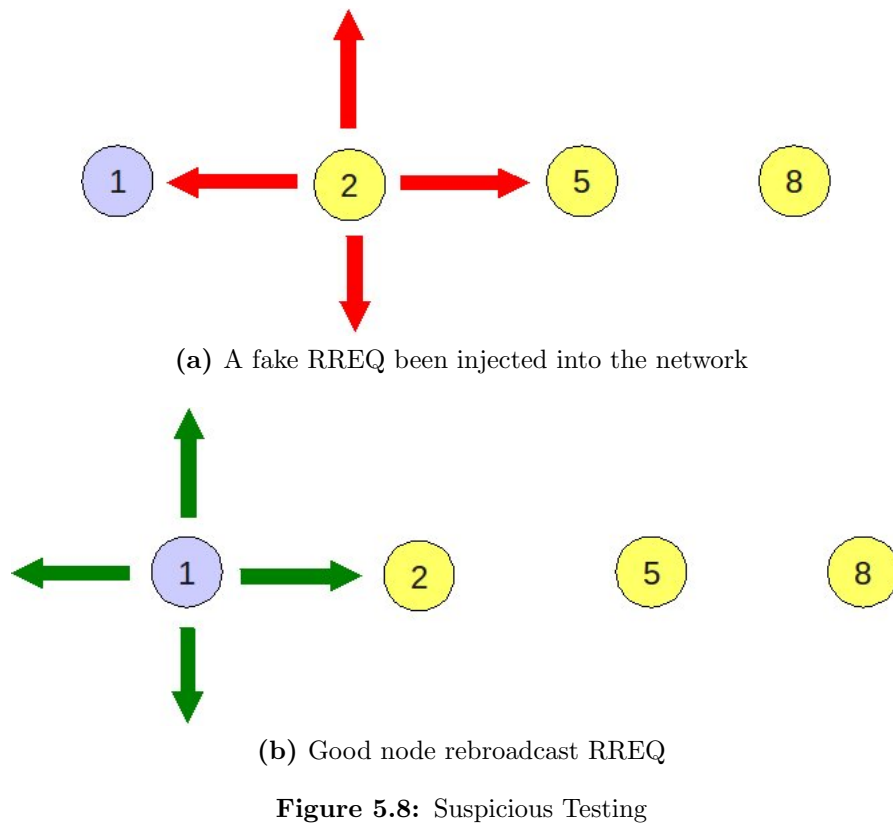 1 2 5 8
(a) A fake RREQ been injected into the network
1 2 5 8
(b) Good node rebroadcast RREQ
Figure 5.8: Suspicious Testing